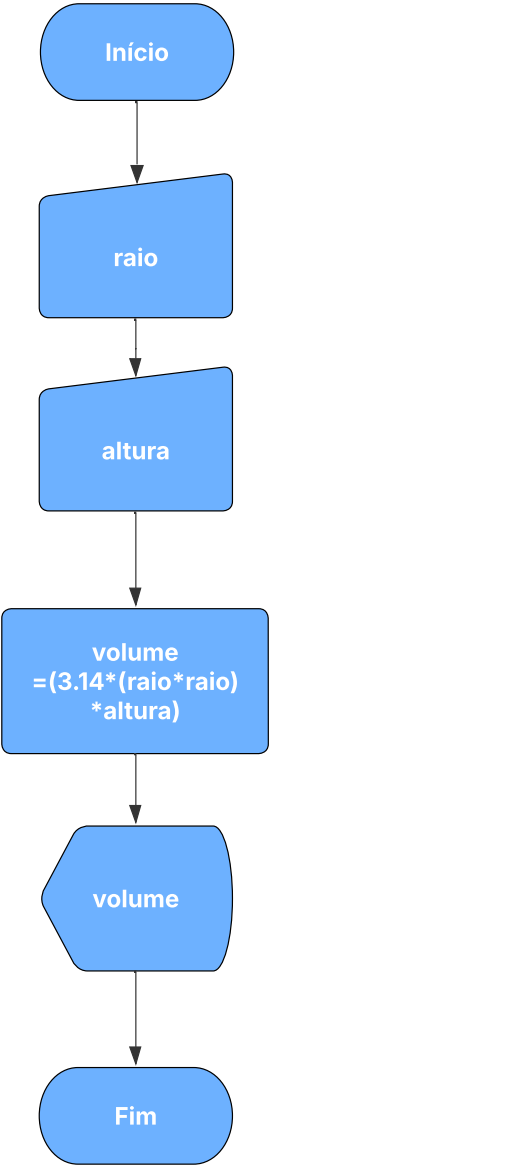 Início
raio
altura
volume
=(3.14*(raio*raio)
*altura)
volume
Fim